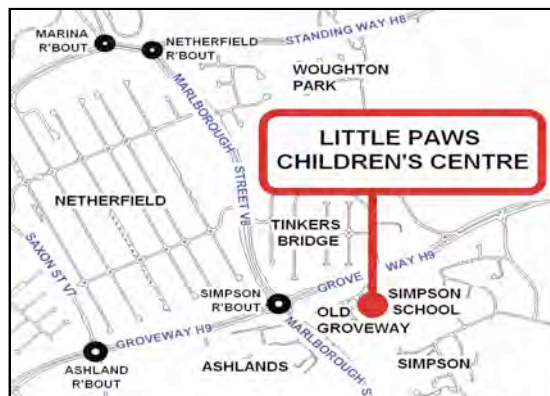 MARINA
R'BOUT
NETHERFIELD
R'BOUT
STANDING WAY H8
WOUGHTON
PARK
MARLBOROUGH
STREET V8
LITTLE PAWS
CHILDREN'S CENTRE
NETHERFIELD
TINKERS
BRIDGE
SAXON ST V7
GROVE WAY H9
SIMPSON
R'BOUT
SIMPSON
SCHOOL
OLD
GROVEWAY
GROVEWAY H9
MARLBOROUGH S
ASHLANDS
SIMPSON
ASHLAND
R'BOUT